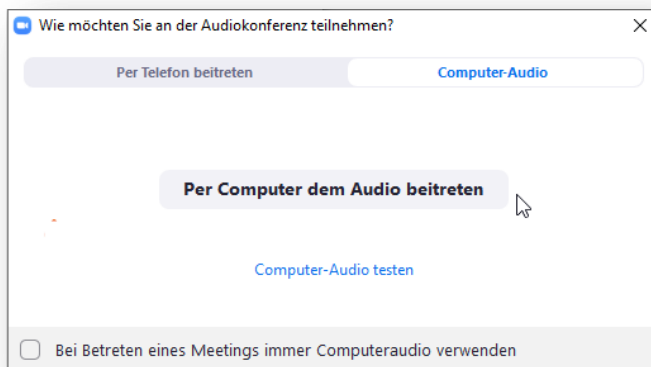 Wie möchten Sie an der Audiokonferenz teilnehmen?
Per Telefon beitreten
Computer-Audio
Per Computer dem Audio beitreten
Computer-Audio testen
Bei Betreten eines Meetings immer Computeraudio verwenden